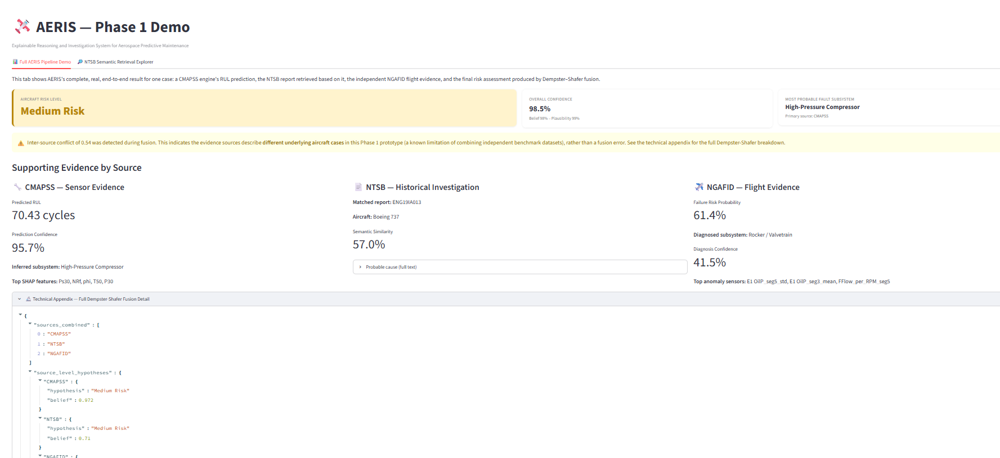 AERIS — Phase 1 Demo
Explainable Reasoning and Investigation System for Aerospace Predictive Maintenance
Full AERIS Pipeline Demo
NTSB Semantic Retrieval Explorer
This tab shows AERIS's complete, real, end-to-end result for one case: a CMAPSS engine's RUL prediction, the NTSB report retrieved based on it, the independent NGAFID flight evidence, and the final risk assessment produced by Dempster–Shafer fusion.
AIRCRAFT RISK LEVEL
Medium Risk
OVERALL CONFIDENCE
98.5%
Belief 98% – Plausibility 99%
MOST PROBABLE FAULT SUBSYSTEM
High-Pressure Compressor
Primary source: CMAPSS
Inter-source conflict of 0.54 was detected during fusion. This indicates the evidence sources describe different underlying aircraft cases in this Phase 1 prototype (a known limitation of combining independent benchmark datasets), rather than a fusion error. See the technical appendix for the full Dempster-Shafer breakdown.
Supporting Evidence by Source
CMAPSS — Sensor Evidence
Predicted RUL
70.43 cycles
Prediction Confidence
95.7%
Inferred subsystem: High-Pressure Compressor
Top SHAP features: Ps30, NRf, phi, T50, P30
NTSB — Historical Investigation
Matched report: ENG19IA013
Aircraft: Boeing 737
Semantic Similarity
57.0%
Probable cause (full text)
NGAFID — Flight Evidence
Failure Risk Probability
61.4%
Diagnosed subsystem: Rocker / Valvetrain
Diagnosis Confidence
41.5%
Top anomaly sensors: E1 OilP_seg5_std, E1 OilP_seg3_mean, FFlow_per_RPM_seg5
Technical Appendix — Full Dempster-Shafer Fusion Detail
{
"sources_combined" : [
0 : "CMAPSS"
1 : "NTSB"
2 : "NGAFID"
]
"source_level_hypotheses" : {
"CMAPSS" : {
"hypothesis" : "Medium Risk"
"belief" : 0.972
}
"NTSB" : {
"hypothesis" : "Medium Risk"
"belief" : 0.71
}
"NGAFID" : {